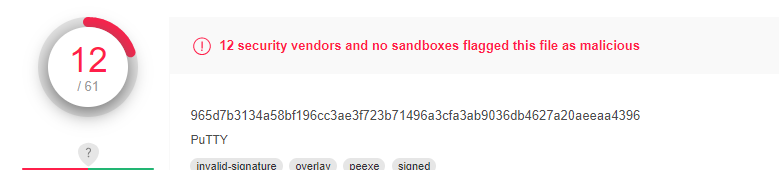 12
/ 61
12 security vendors and no sandboxes flagged this file as malicious
965d7b3134a58bf196cc3ae3f723b71496a3cfa3ab9036db4627a20aeeaa4396
PuTTY
?
invalid-signature overlay peexe signed